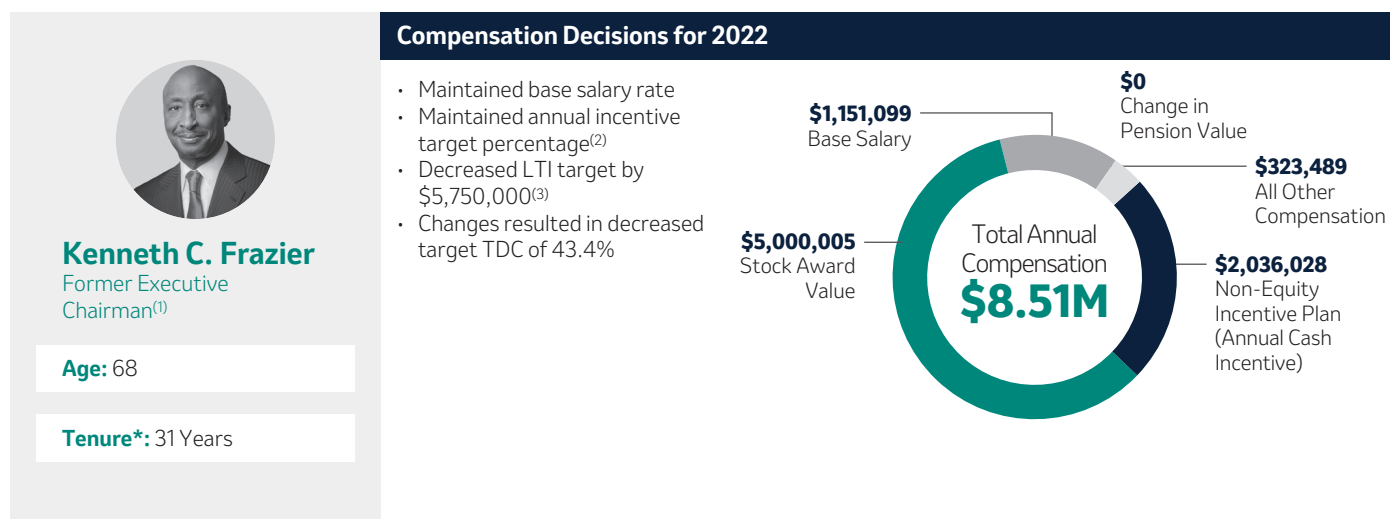 Kenneth C. Frazier
Former Executive
Chairman(1)
Age: 68
Tenure*: 31 Years
Compensation Decisions for 2022
• Maintained base salary rate
• Maintained annual incentive
target percentage(2)
• Decreased LTI target by
$5,750,000(3)
• Changes resulted in decreased
target TDC of 43.4%
$1,151,099
Base Salary
$0
Change in
Pension Value
$323,489
All Other
Compensation
$5,000,005
Stock Award
Value
Total Annual
Compensation
$8.51M
$2,036,028
Non-Equity
Incentive Plan
(Annual Cash
Incentive)